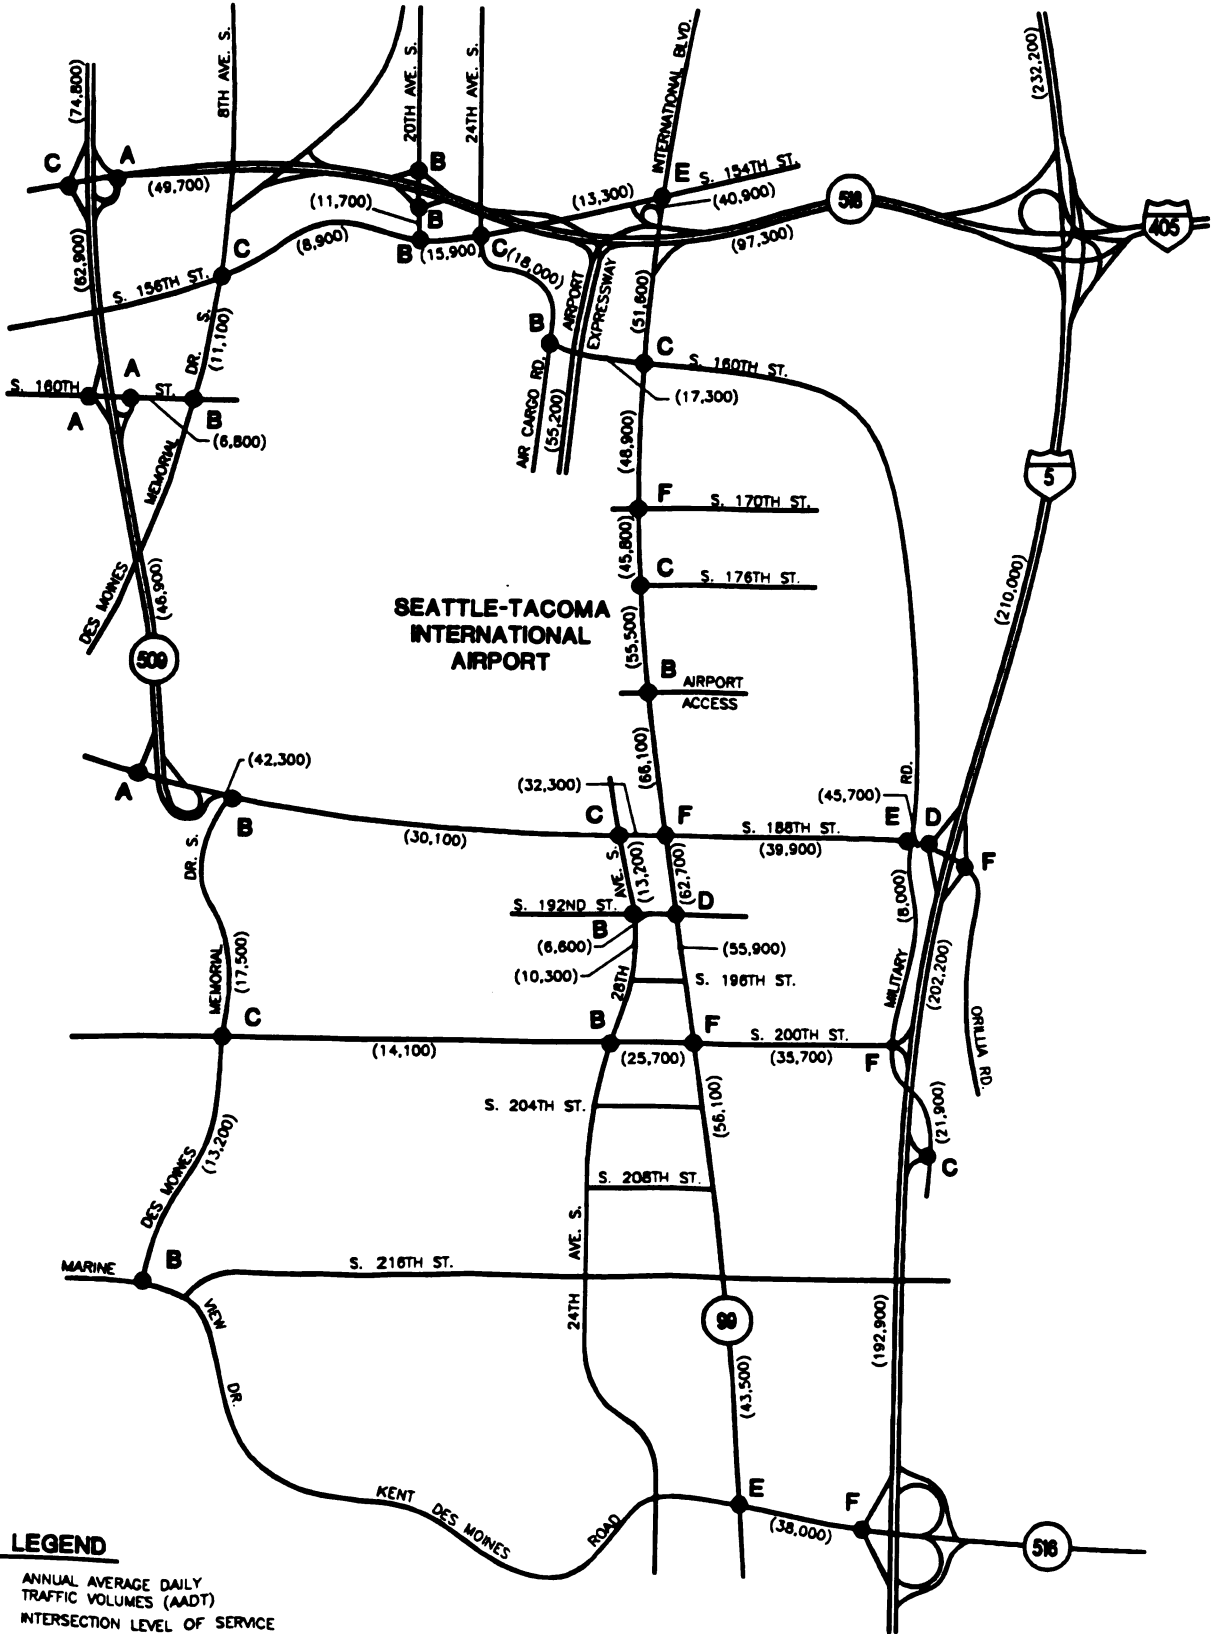 (74,800)
8TH AVE. S.
20TH AVE. S.
24TH AVE. S.
INTERNATIONAL BLVD.
(232,200)
C
A
B
E
S. 154TH ST.
(49,700)
(11,700)
B
(13,300)
(40,900)
518
405
(62,900)
C
(8,900)
B
(15,900)
C
(18,000)
(97,300)
S. 156TH ST.
AIRPORT
EXPRESSWAY
(51,600)
DR. S.
(11,100)
B
C
S. 160TH ST.
S. 160TH ST.
A
A
B
(6,800)
(17,300)
AIR CARGO RD.
(55,200)
(48,900)
MEMORIAL
5
F
S. 170TH ST.
(45,800)
DES MOINES
(46,900)
C
S. 176TH ST.
(210,000)
SEATTLE-TACOMA
INTERNATIONAL
AIRPORT
(55,500)
509
B
AIRPORT
ACCESS
(66,100)
(42,300)
A
B
(32,300)
(45,700)
RD.
C
F
S. 188TH ST.
E
D
(30,100)
(39,900)
F
DR. S.
AVE. S.
(13,200)
(62,700)
(8,000)
S. 192ND ST.
B
D
(6,600)
(55,900)
(10,300)
MEMORIAL
(17,500)
28TH
S. 196TH ST.
MILITARY
(202,200)
C
B
F
S. 200TH ST.
F
(14,100)
(25,700)
(35,700)
ORILLIA RD.
S. 204TH ST.
(56,100)
(21,900)
(13,200)
C
DES MOINES
S. 208TH ST.
AVE. S.
B
MARINE
S. 216TH ST.
VIEW
24TH
99
(192,900)
DR.
(43,500)
KENT
DES MOINES
ROAD
E
F
(38,000)
516
LEGEND
ANNUAL AVERAGE DAILY
TRAFFIC VOLUMES (AADT)
INTERSECTION LEVEL OF SERVICE